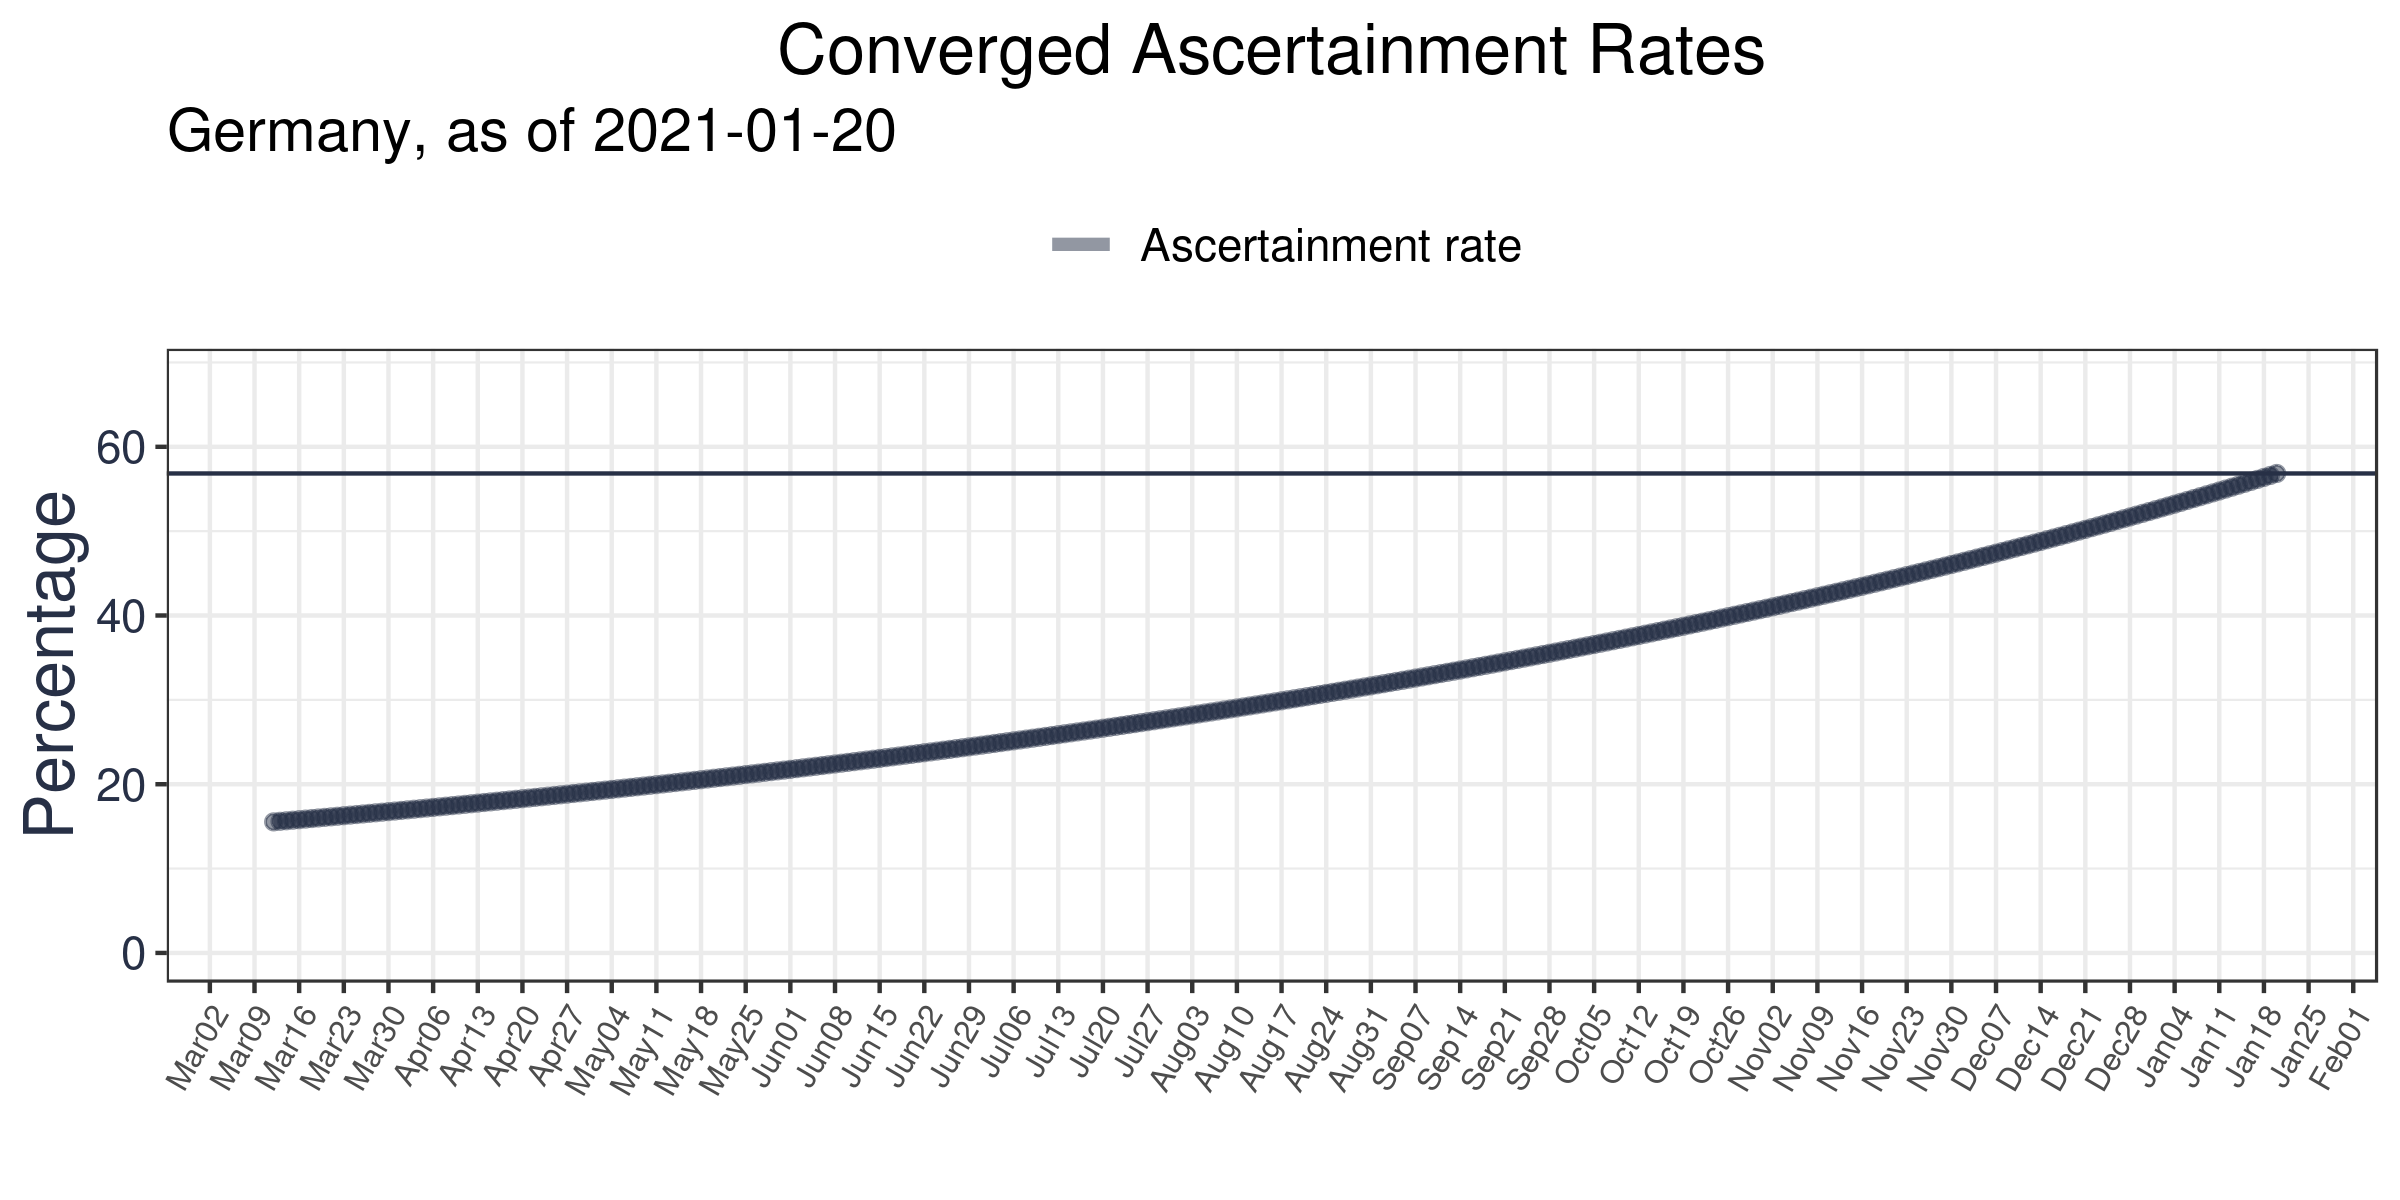 Converged Ascertainment Rates
Germany, as of 2021-01-20
Ascertainment rate
Percentage
60
40
20
0
Mar02 Mar09 Mar16 Mar23 Mar30 Apr06 Apr13 Apr20 Apr27 May04 May11 May18 May25 Jun01 Jun08 Jun15 Jun22 Jun29 Jul06 Jul13 Jul20 Jul27 Aug03 Aug10 Aug17 Aug24 Aug31 Sep07 Sep14 Sep21 Sep28 Oct05 Oct12 Oct19 Oct26 Nov02 Nov09 Nov16 Nov23 Nov30 Dec07 Dec14 Dec21 Dec28 Jan04 Jan11 Jan18 Jan25 Feb01